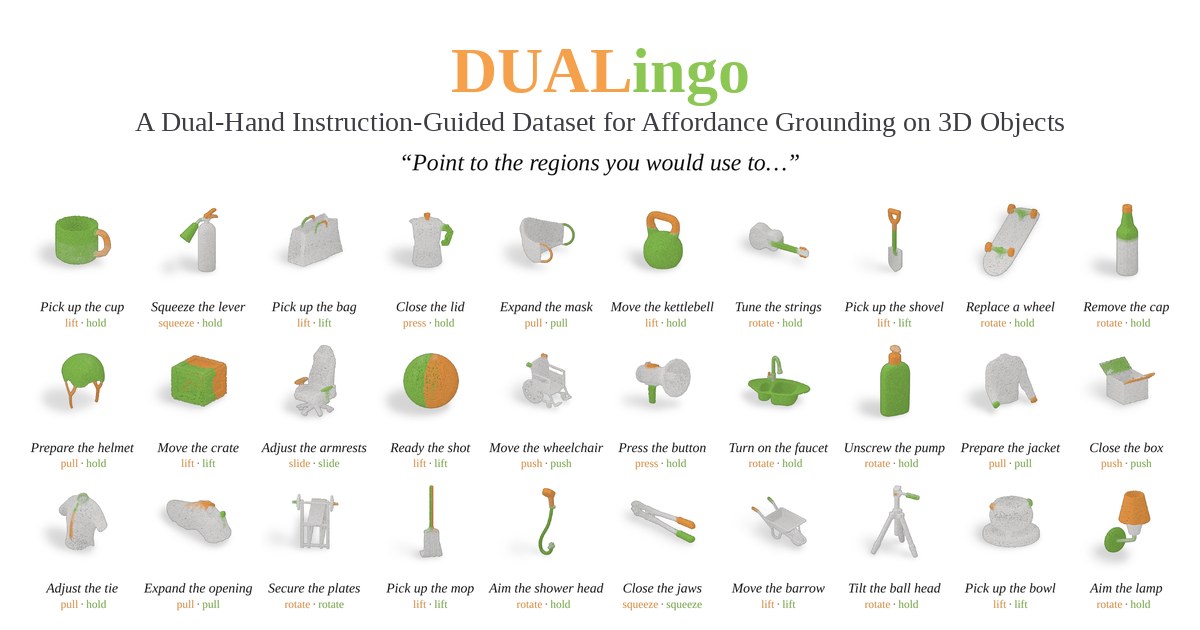 DUALingo
A Dual-Hand Instruction-Guided Dataset for Affordance Grounding on 3D Objects
“Point to the regions you would use to…”
Pick up the cup Squeeze the lever Pick up the bag Close the lid Expand the mask Move the kettlebell Tune the strings Pick up the shovel Replace a wheel Remove the cap
lift · hold squeeze · hold lift · lift press · hold pull · pull lift · hold rotate · hold lift · lift rotate · hold rotate · hold
Prepare the helmet Move the crate Adjust the armrests Ready the shot Move the wheelchair Press the button Turn on the faucet Unscrew the pump Prepare the jacket Close the box
pull · hold lift · lift slide · slide lift · lift push · push press · hold rotate · hold rotate · hold pull · pull push · push
Adjust the tie Expand the opening Secure the plates Pick up the mop Aim the shower head Close the jaws Move the barrow Tilt the ball head Pick up the bowl Aim the lamp
pull · hold pull · pull rotate · rotate lift · lift rotate · hold squeeze · squeeze lift · lift rotate · hold lift · lift rotate · hold